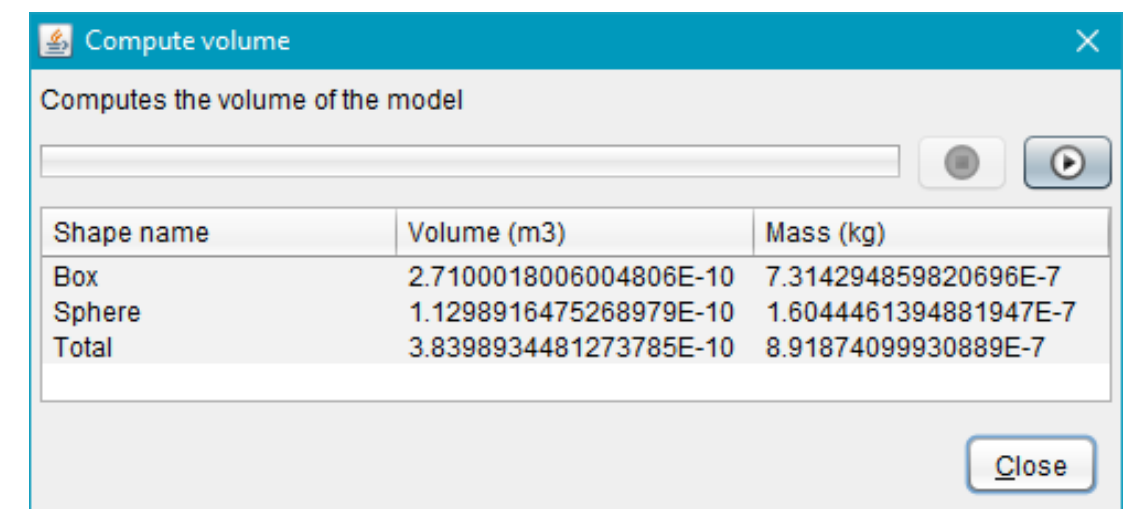 Compute volume
Computes the volume of the model
Shape name Volume (m3) Mass (kg)
Box 2.7100018006004806E-10 7.314294859820696E-7
Sphere 1.1298916475268979E-10 1.6044461394881947E-7
Total 3.8398934481273785E-10 8.91874099930889E-7
Close